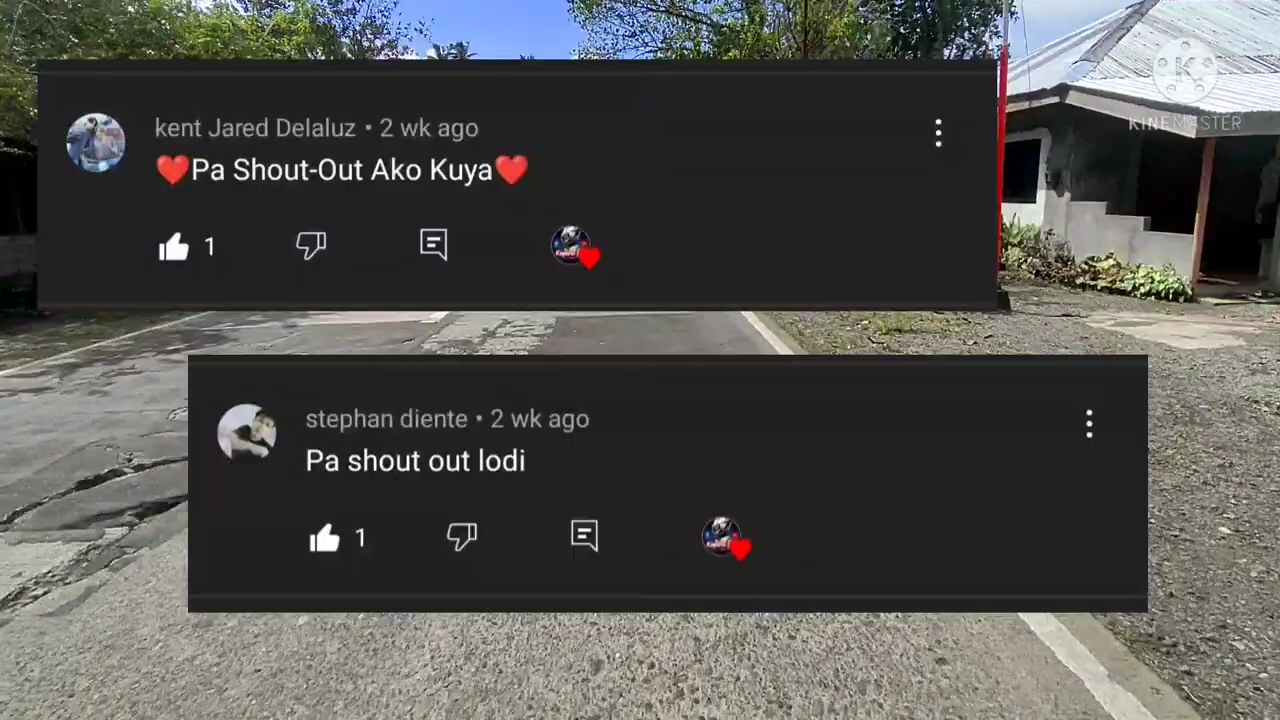 kent Jared Delaluz • 2 wk ago
❤️Pa Shout-Out Ako Kuya❤️
1
stephan diente • 2 wk ago
Pa shout out lodi
1
K
KINEMASTER